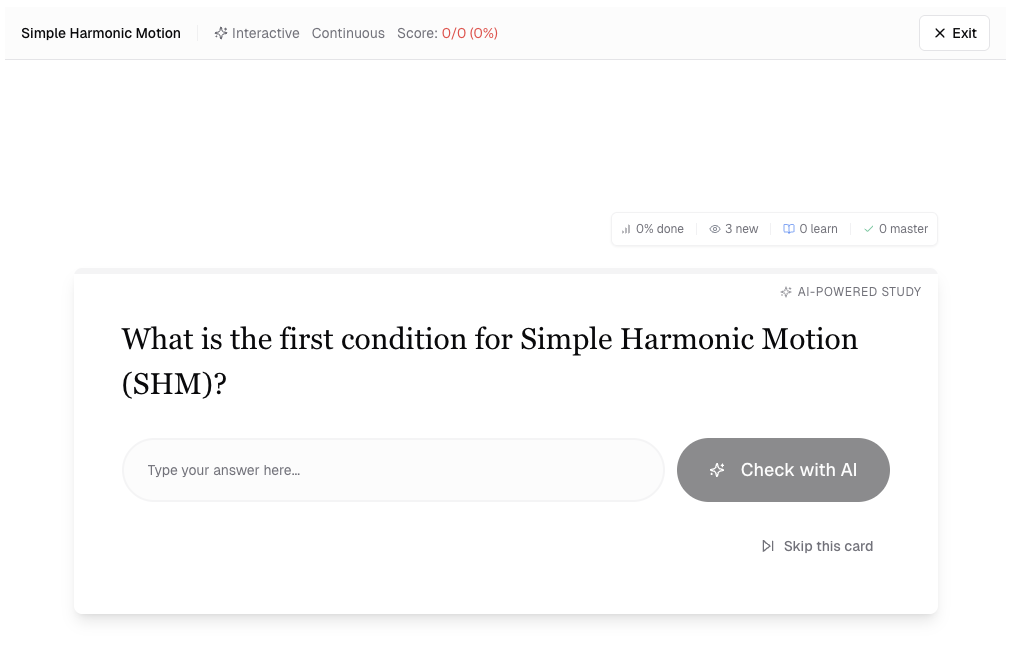 Simple Harmonic Motion Interactive Continuous Score: 0/0 (0%) Exit
0% done 3 new 0 learn 0 master
AI-POWERED STUDY
What is the first condition for Simple Harmonic Motion
(SHM)?
Type your answer here... Check with AI
Skip this card